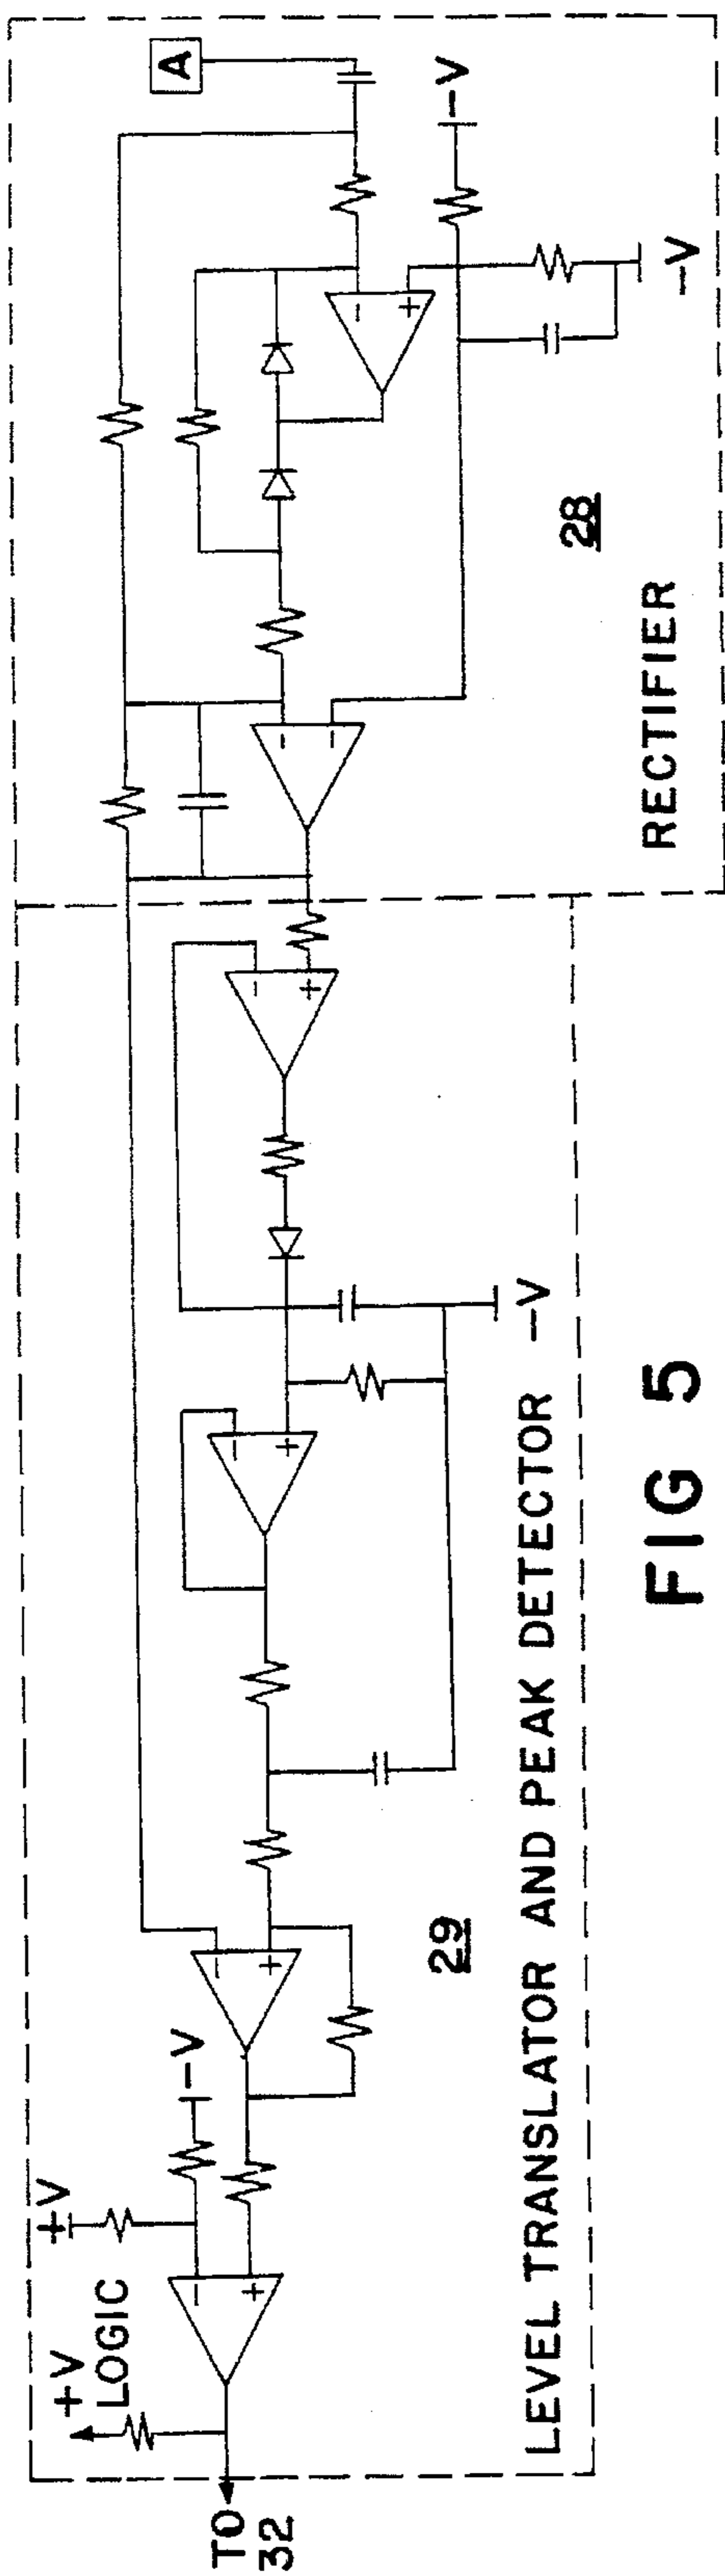 A
-V
-V
28
RECTIFIER
-
+
-
-
-
+
-V
-
+
29
-
+
-V
+V
-
+
+V
LOGIC
TO
32
LEVEL TRANSLATOR AND PEAK DETECTOR
FIG 5